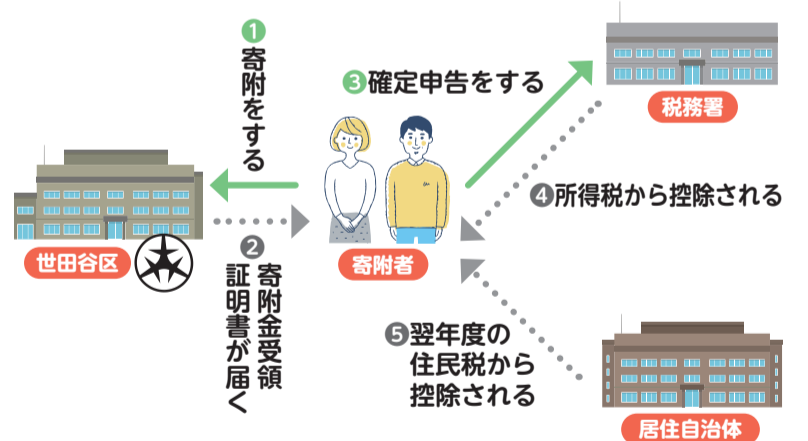 ❶寄附をする
❸確定申告をする
税務署
❹所得税から控除される
世田谷区
寄附者
❷寄附金受領
証明書が届く
❺翌年度の
住民税から
控除される
居住自治体